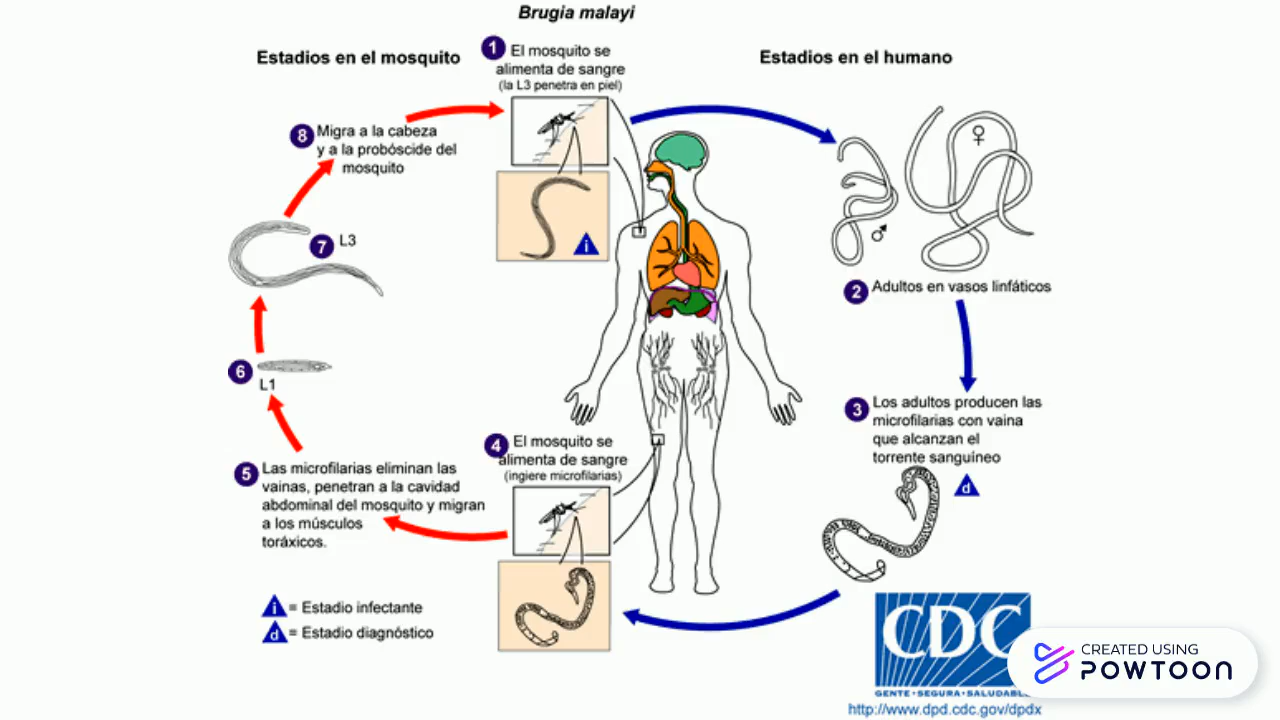 Brugia malayi
Estadios en el mosquito
Estadios en el humano
1 El mosquito se
alimenta de sangre
(la L3 penetra en piel)
i
♂
♀
2 Adultos en vasos linfáticos
3 Los adultos producen las
microfilarias con vaina
que alcanzan el
torrente sanguíneo
d
4 El mosquito se
alimenta de sangre
(ingiere microfilarias)
5 Las microfilarias eliminan las
vainas, penetran a la cavidad
abdominal del mosquito y migran
a los músculos
toráxicos.
6
L1
7 L3
8 Migra a la cabeza
y a la probóscide del
mosquito
i = Estadio infectante
d = Estadio diagnóstico
CDC
GENTE·SEGURA·SALUDABLE
http://www.dpd.cdc.gov/dpdx
CREATED USING
POWTOON